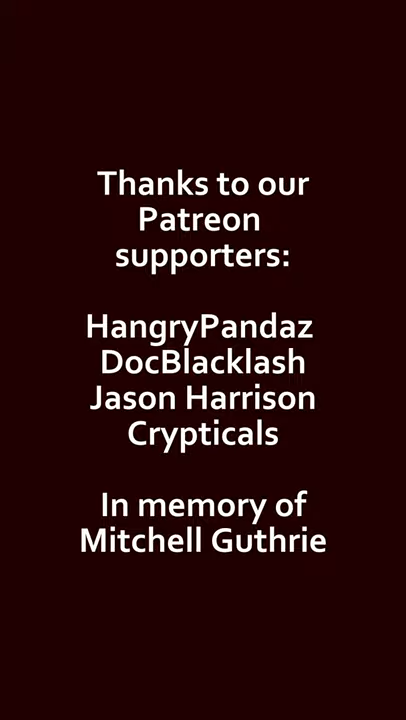 Thanks to our
Patreon
supporters:
HangryPandaz
DocBlacklash
Jason Harrison
Crypticals
In memory of
Mitchell Guthrie